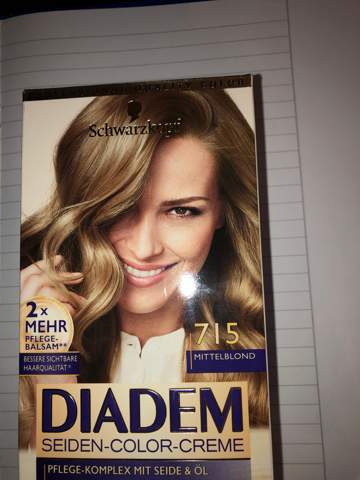 Schwarzkopf
2x
MEHR
PFLEGE-
BALSAM**
BESSERE SICHTBARE
HAARQUALITÄT*
715
MITTELBLOND
DIADEM
SEIDEN-COLOR-CREME
PFLEGE-KOMPLEX MIT SEIDE & ÖL